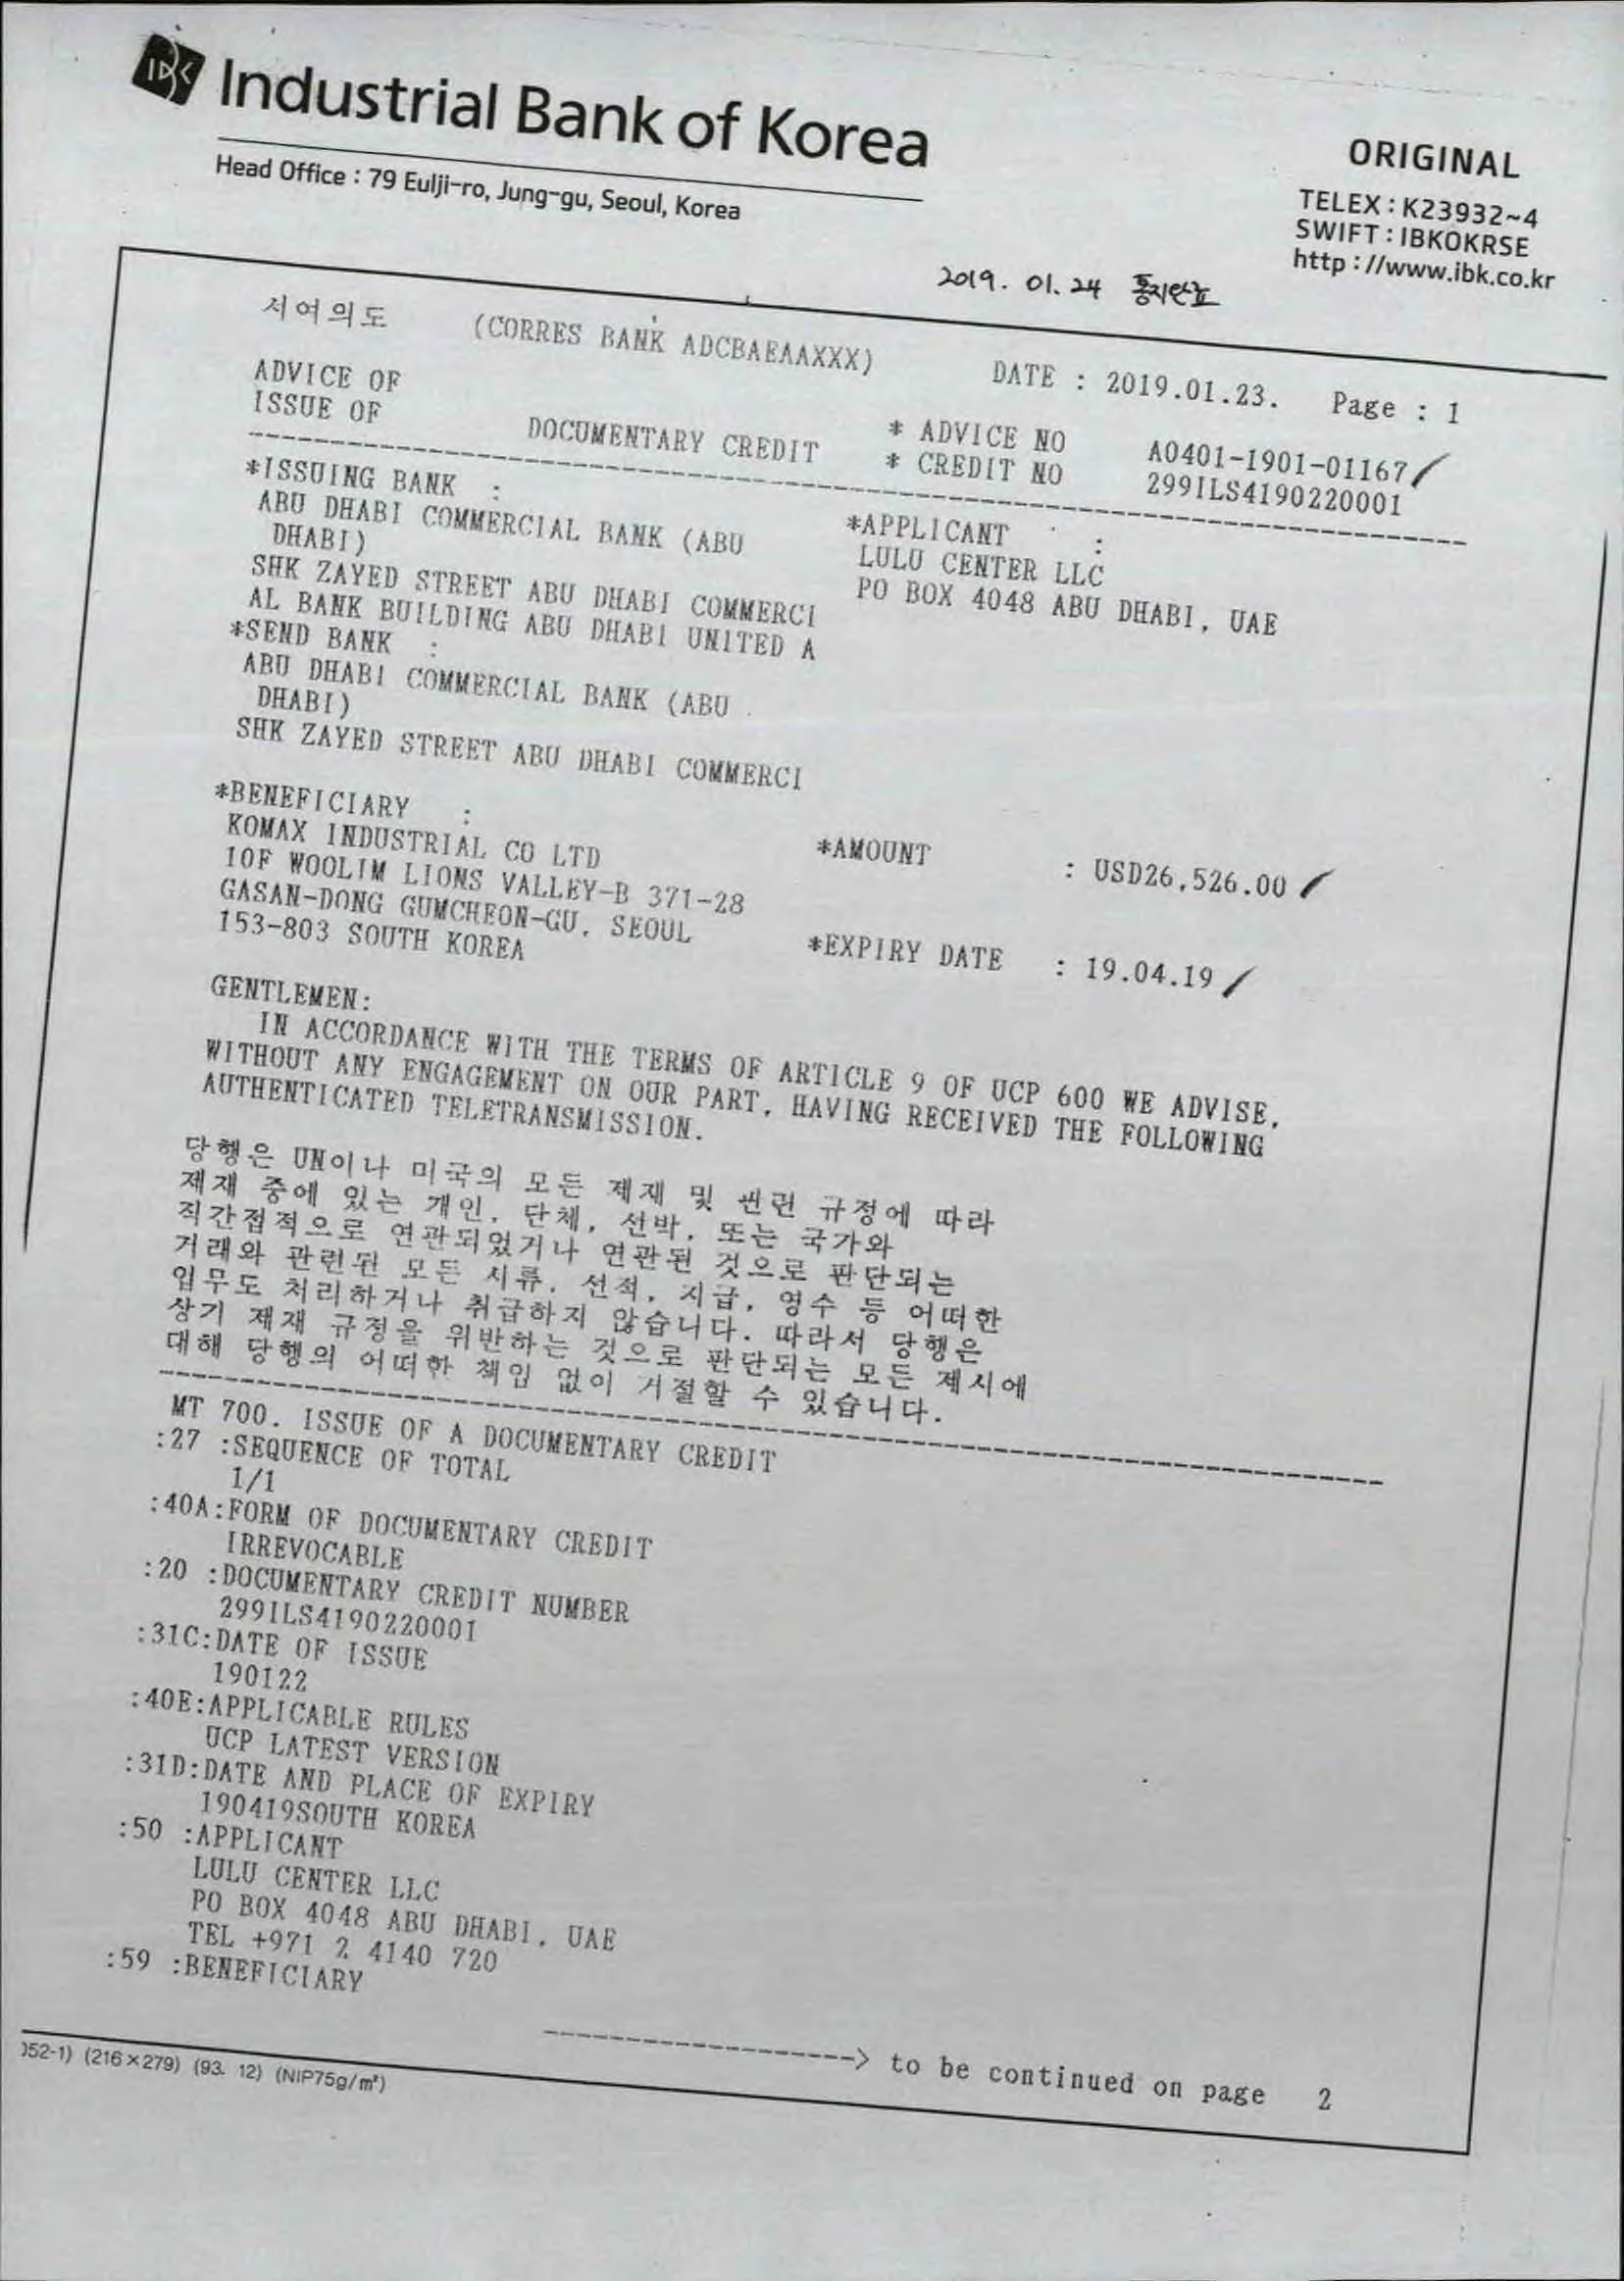 IBK Industrial Bank of Korea
Head Office : 79 Eulji-ro, Jung-gu, Seoul, Korea
ORIGINAL
TELEX : K23932~4
SWIFT : IBKOKRSE
http : //www.ibk.co.kr
2019. 01. 24
서여의도 (CORRES BANK ADCBAEAAXXX) DATE : 2019.01.23. Page : 1
ADVICE OF
ISSUE OF DOCUMENTARY CREDIT
* ADVICE NO A0401-1901-01167
* CREDIT NO 299ILS4190220001
*ISSUING BANK :
ABU DHABI COMMERCIAL BANK (ABU
DHABI)
SHK ZAYED STREET ABU DHABI COMMERCI
AL BANK BUILDING ABU DHABI UNITED A
*APPLICANT :
LULU CENTER LLC
PO BOX 4048 ABU DHABI, UAE
*SEND BANK :
ABU DHABI COMMERCIAL BANK (ABU
DHABI)
SHK ZAYED STREET ABU DHABI COMMERCI
*BENEFICIARY :
KOMAX INDUSTRIAL CO LTD
10F WOOLIM LIONS VALLEY-B 371-28
GASAN-DONG GUMCHEON-GU, SEOUL
153-803 SOUTH KOREA
*AMOUNT : USD26,526.00
*EXPIRY DATE : 19.04.19
GENTLEMEN:
IN ACCORDANCE WITH THE TERMS OF ARTICLE 9 OF UCP 600 WE ADVISE,
WITHOUT ANY ENGAGEMENT ON OUR PART, HAVING RECEIVED THE FOLLOWING
AUTHENTICATED TELETRANSMISSION.
당행은 UN이나 미국의 모든 제재 및 관련 규정에 따라
제재 중에 있는 개인, 단체, 선박, 또는 국가와
직간접적으로 연관되었거나 연관된 것으로 판단되는
거래와 관련된 모든 서류, 선적, 지급, 영수 등 어떠한
업무도 처리하거나 취급하지 않습니다. 따라서 당행은
상기 제재 규정을 위반하는 것으로 판단되는 모든 제시에
대해 당행의 어떠한 책임 없이 거절할 수 있습니다.
MT 700. ISSUE OF A DOCUMENTARY CREDIT
:27 :SEQUENCE OF TOTAL
1/1
:40A:FORM OF DOCUMENTARY CREDIT
IRREVOCABLE
:20 :DOCUMENTARY CREDIT NUMBER
299ILS4190220001
:31C:DATE OF ISSUE
190122
:40E:APPLICABLE RULES
UCP LATEST VERSION
:31D:DATE AND PLACE OF EXPIRY
190419SOUTH KOREA
:50 :APPLICANT
LULU CENTER LLC
PO BOX 4048 ABU DHABI, UAE
TEL +971 2 4140 720
:59 :BENEFICIARY
---------------------> to be continued on page 2
052-1) (216×279) (93. 12) (NIP75g/m²)